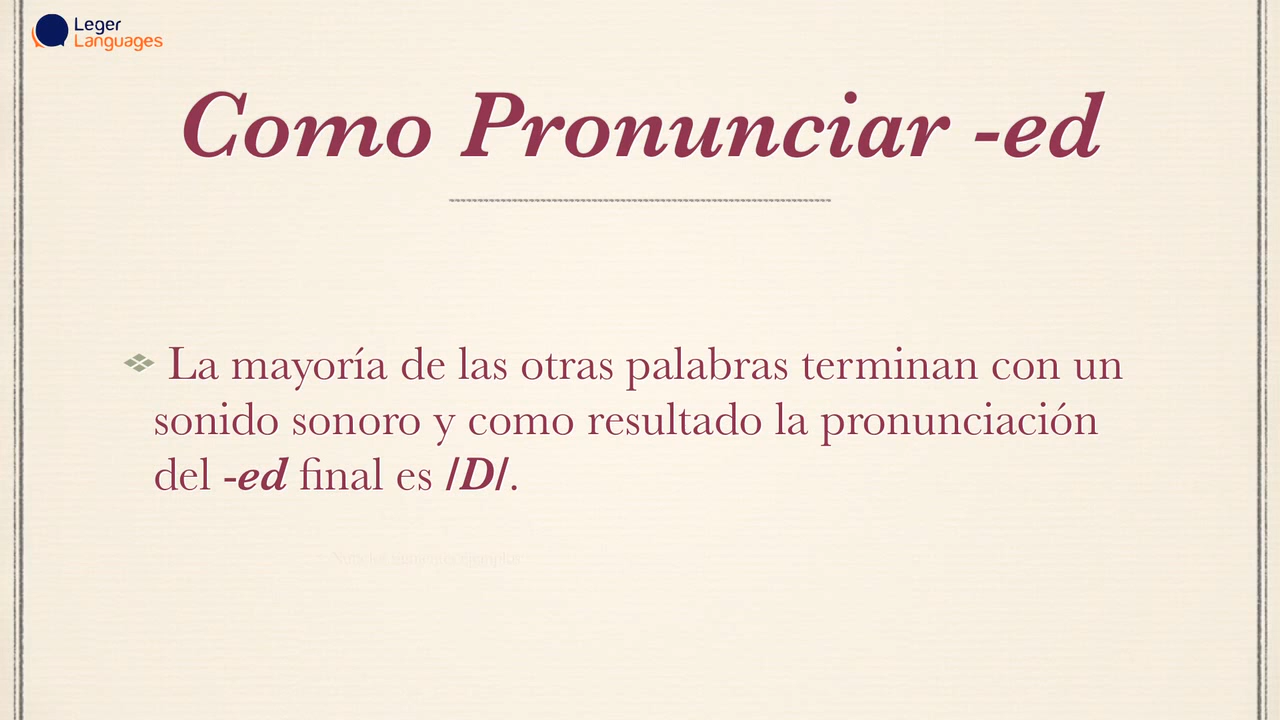 Leger
Languages
Como Pronunciar -ed
La mayoría de las otras palabras terminan con un
sonido sonoro y como resultado la pronunciación
del -ed final es /D/.